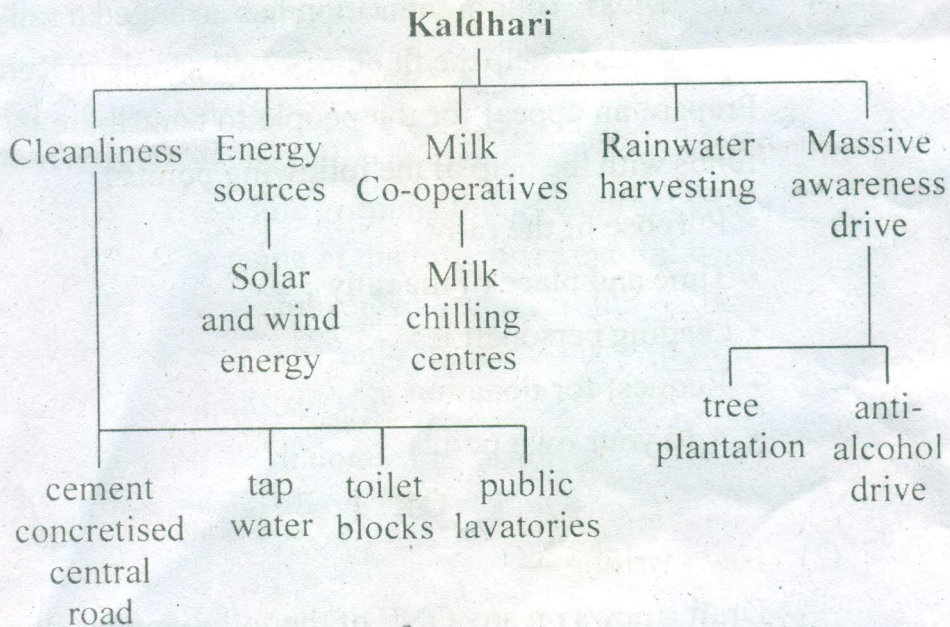 Kaldhari
Cleanliness
Energy
sources
Milk
Co-operatives
Rainwater
harvesting
Massive
awareness
drive
Solar
and wind
energy
Milk
chilling
centres
tree
plantation
anti-
alcohol
drive
cement
concretised
central
road
tap
water
toilet
blocks
public
lavatories